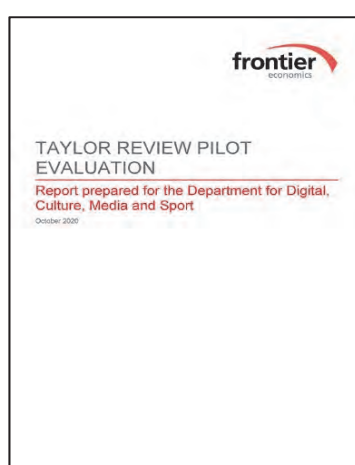 frontier
economics
TAYLOR REVIEW PILOT
EVALUATION
Report prepared for the Department for Digital,
Culture, Media and Sport
October 2020